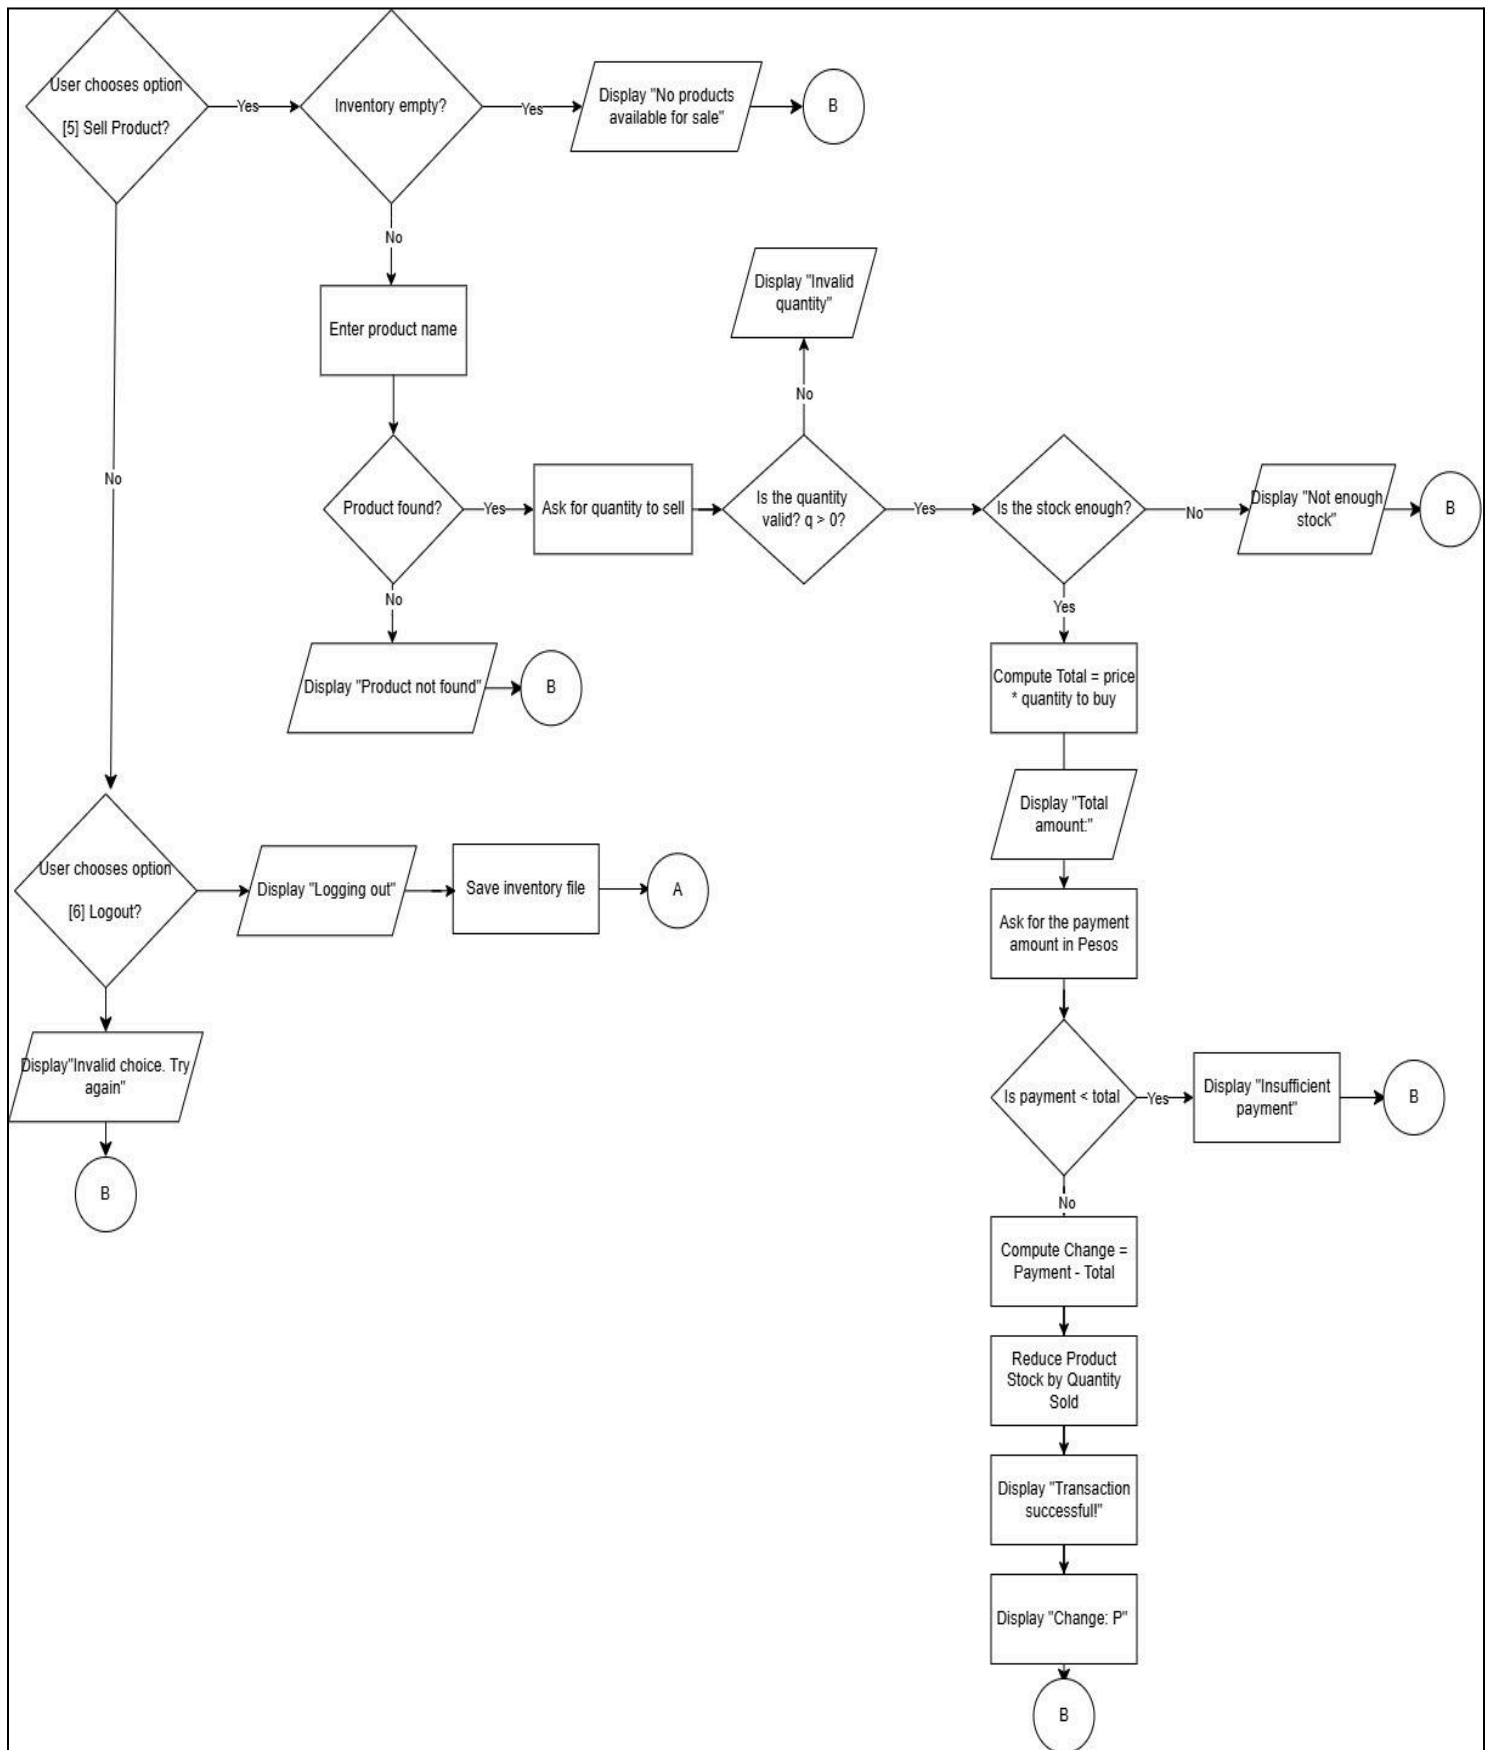 User chooses option
[5] Sell Product?
Yes
Inventory empty?
Yes
Display "No products
available for sale"
B
No
Enter product name
Display "Invalid
quantity"
No
No
Product found?
Yes
Ask for quantity to sell
Is the quantity
valid? q > 0?
Yes
Is the stock enough?
No
Display "Not enough
stock"
B
No
Yes
Display "Product not found"
B
Compute Total = price
* quantity to buy
Display "Total
amount:"
User chooses option
[6] Logout?
Display "Logging out"
Save inventory file
A
Ask for the payment
amount in Pesos
Display"Invalid choice. Try
again"
B
Is payment < total
Yes
Display "Insufficient
payment"
B
No
Compute Change =
Payment - Total
Reduce Product
Stock by Quantity
Sold
Display "Transaction
successful!"
Display "Change: P"
B